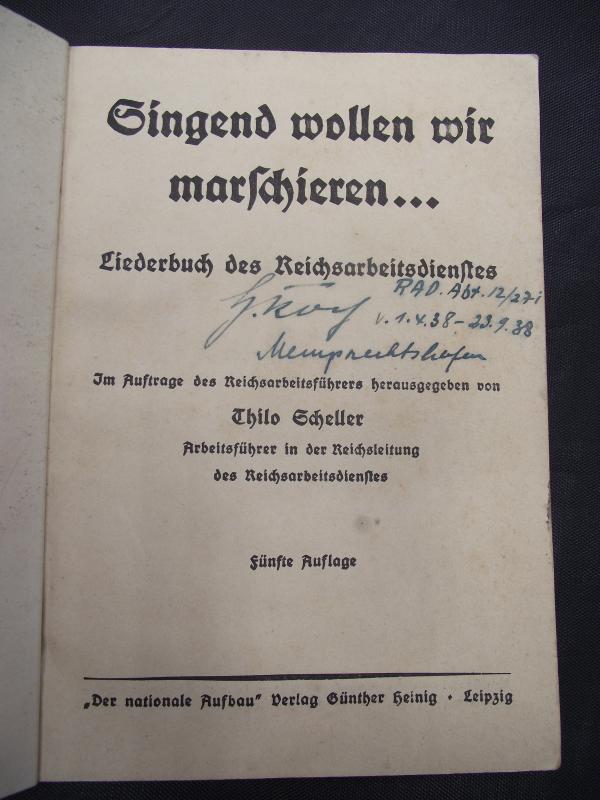 Singend wollen wir
marschieren...
Liederbuch des Reichsarbeitsdienstes
RAD. Abt. 12/271
v. 1.4.38-23.9.38
Memprechtshofen
Im Auftrage des Reichsarbeitsführers herausgegeben von
Thilo Scheller
Arbeitsführer in der Reichsleitung
des Reichsarbeitsdienstes
Fünfte Auflage
„Der nationale Aufbau" Verlag Günther Heinig · Leipzig